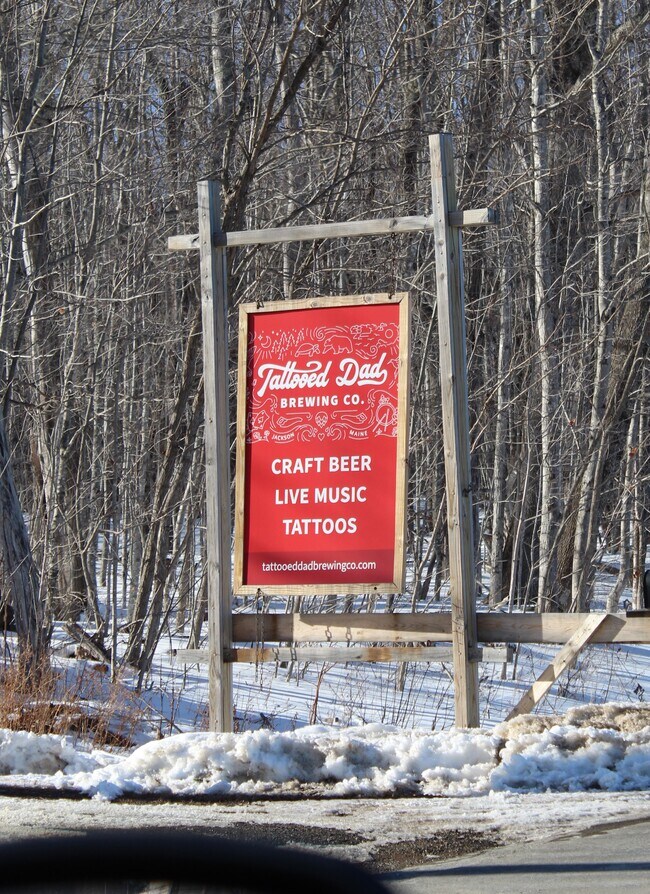 Tattooed Dad
BREWING CO.
JACKSON MAINE
CRAFT BEER
LIVE MUSIC
TATTOOS
tattooeddadbrewingco.com